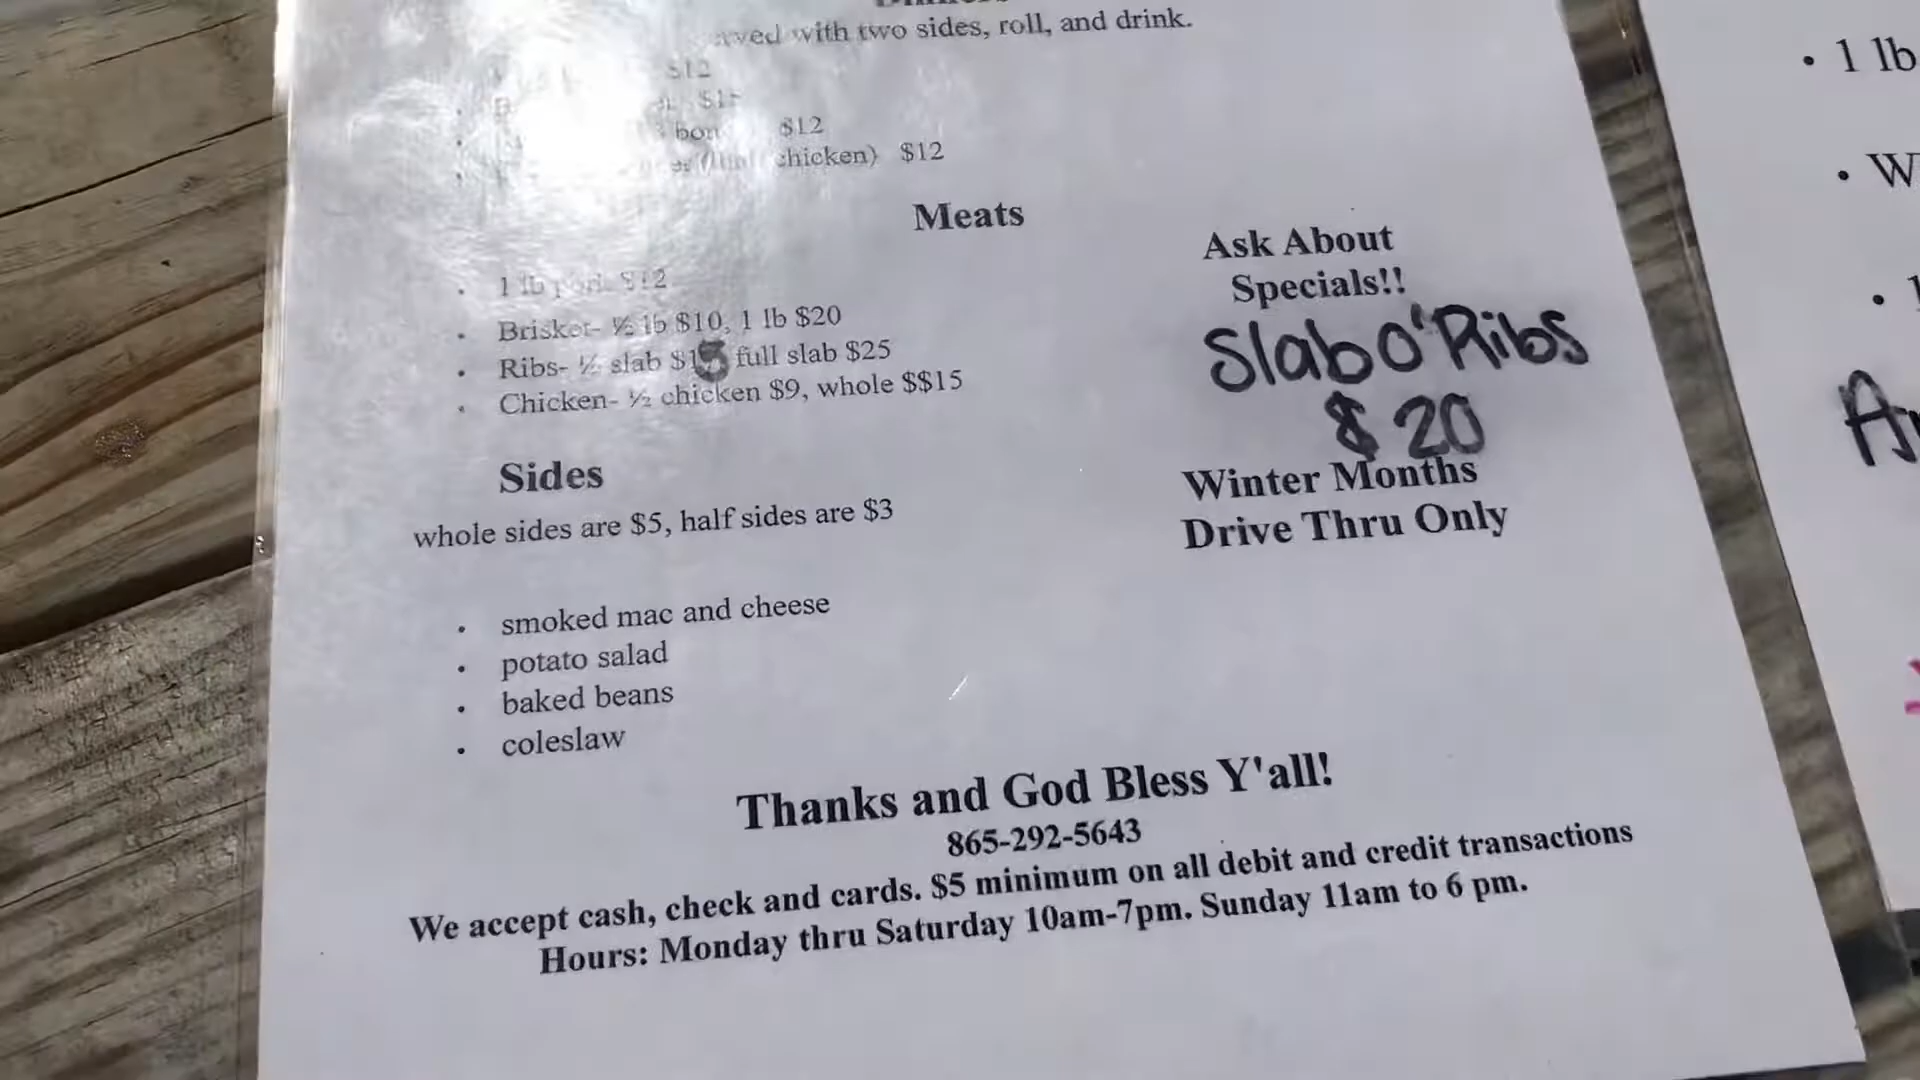 with two sides, roll, and drink.
$12
$12
chicken) $12
Meats
1 lb pork $12
Brisket- ½ lb $10, 1 lb $20
Ribs- ½ slab $15 full slab $25
Chicken- ½ chicken $9, whole $$15
Ask About
Specials!!
Slab O'Ribs
$20
Winter Months
Drive Thru Only
Sides
whole sides are $5, half sides are $3
smoked mac and cheese
potato salad
baked beans
coleslaw
Thanks and God Bless Y'all!
865-292-5643
We accept cash, check and cards. $5 minimum on all debit and credit transactions
Hours: Monday thru Saturday 10am-7pm. Sunday 11am to 6 pm.
1 lb